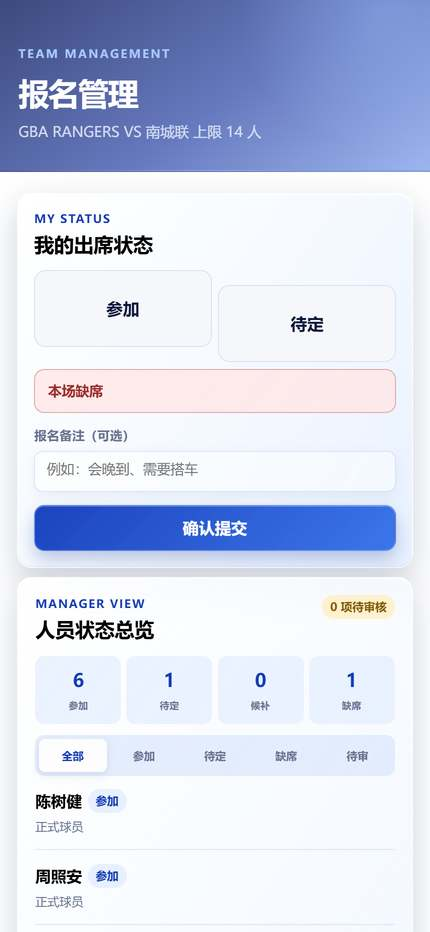 TEAM MANAGEMENT
报名管理
GBA RANGERS VS 南城联 上限 14 人
MY STATUS
我的出席状态
参加
待定
本场缺席
报名备注（可选）
例如：会晚到、需要搭车
确认提交
MANAGER VIEW
0 项待审核
人员状态总览
6 1 0 1
参加 待定 候补 缺席
全部 参加 待定 缺席 待审
陈树健 参加
正式球员
周照安 参加
正式球员